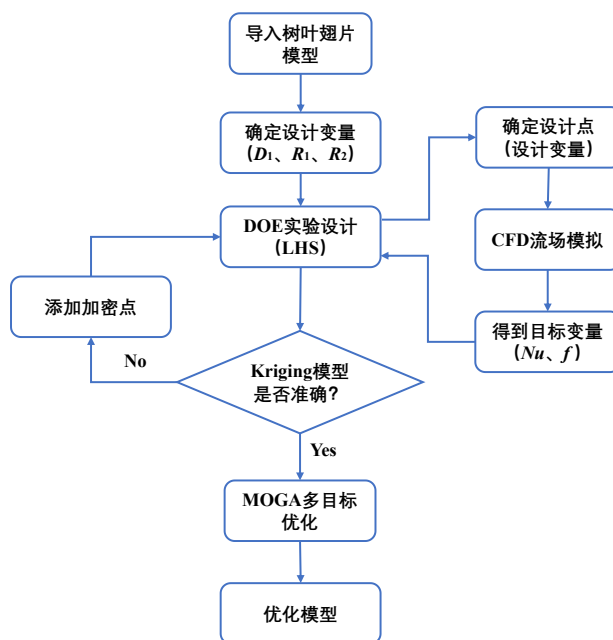 导入树叶翅片
模型
确定设计变量
（D₁、R₁、R₂）
确定设计点
（设计变量）
DOE实验设计
（LHS）
CFD流场模拟
添加加密点
得到目标变量
（Nu、f）
No
Kriging模型
是否准确？
Yes
MOGA多目标
优化
优化模型